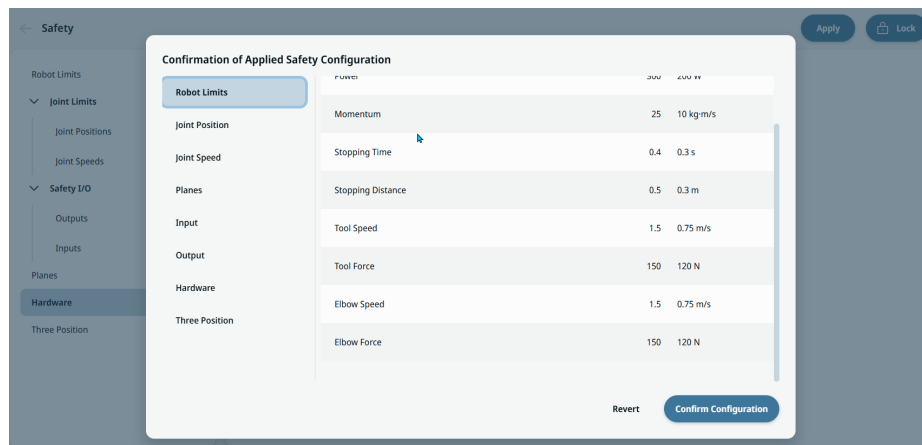 Safety
Apply
Lock
Robot Limits
Joint Limits
Joint Positions
Joint Speeds
Safety I/O
Outputs
Inputs
Planes
Hardware
Three Position
Confirmation of Applied Safety Configuration
Robot Limits
Joint Position
Joint Speed
Planes
Input
Output
Hardware
Three Position
Power 300 200 W
Momentum 25 10 kg·m/s
Stopping Time 0.4 0.3 s
Stopping Distance 0.5 0.3 m
Tool Speed 1.5 0.75 m/s
Tool Force 150 120 N
Elbow Speed 1.5 0.75 m/s
Elbow Force 150 120 N
Revert
Confirm Configuration